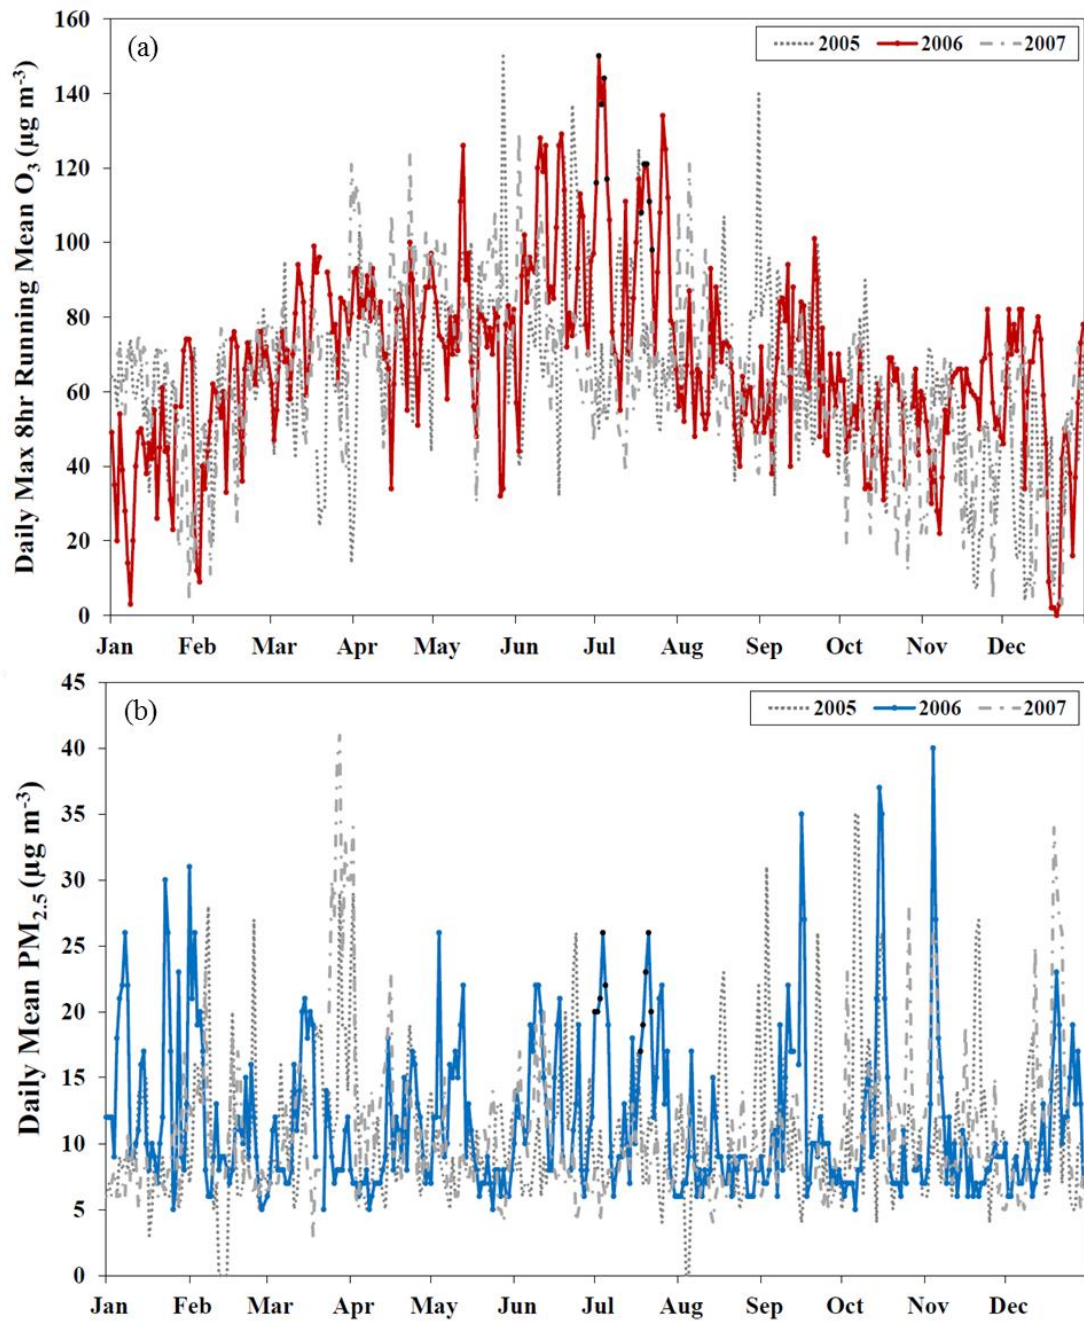 (a)
2005 2006 2007
Daily Max 8hr Running Mean O3 (µg m-3)
160
140
120
100
80
60
40
20
0
Jan Feb Mar Apr May Jun Jul Aug Sep Oct Nov Dec
(b)
2005 2006 2007
Daily Mean PM2.5 (µg m-3)
45
40
35
30
25
20
15
10
5
0
Jan Feb Mar Apr May Jun Jul Aug Sep Oct Nov Dec